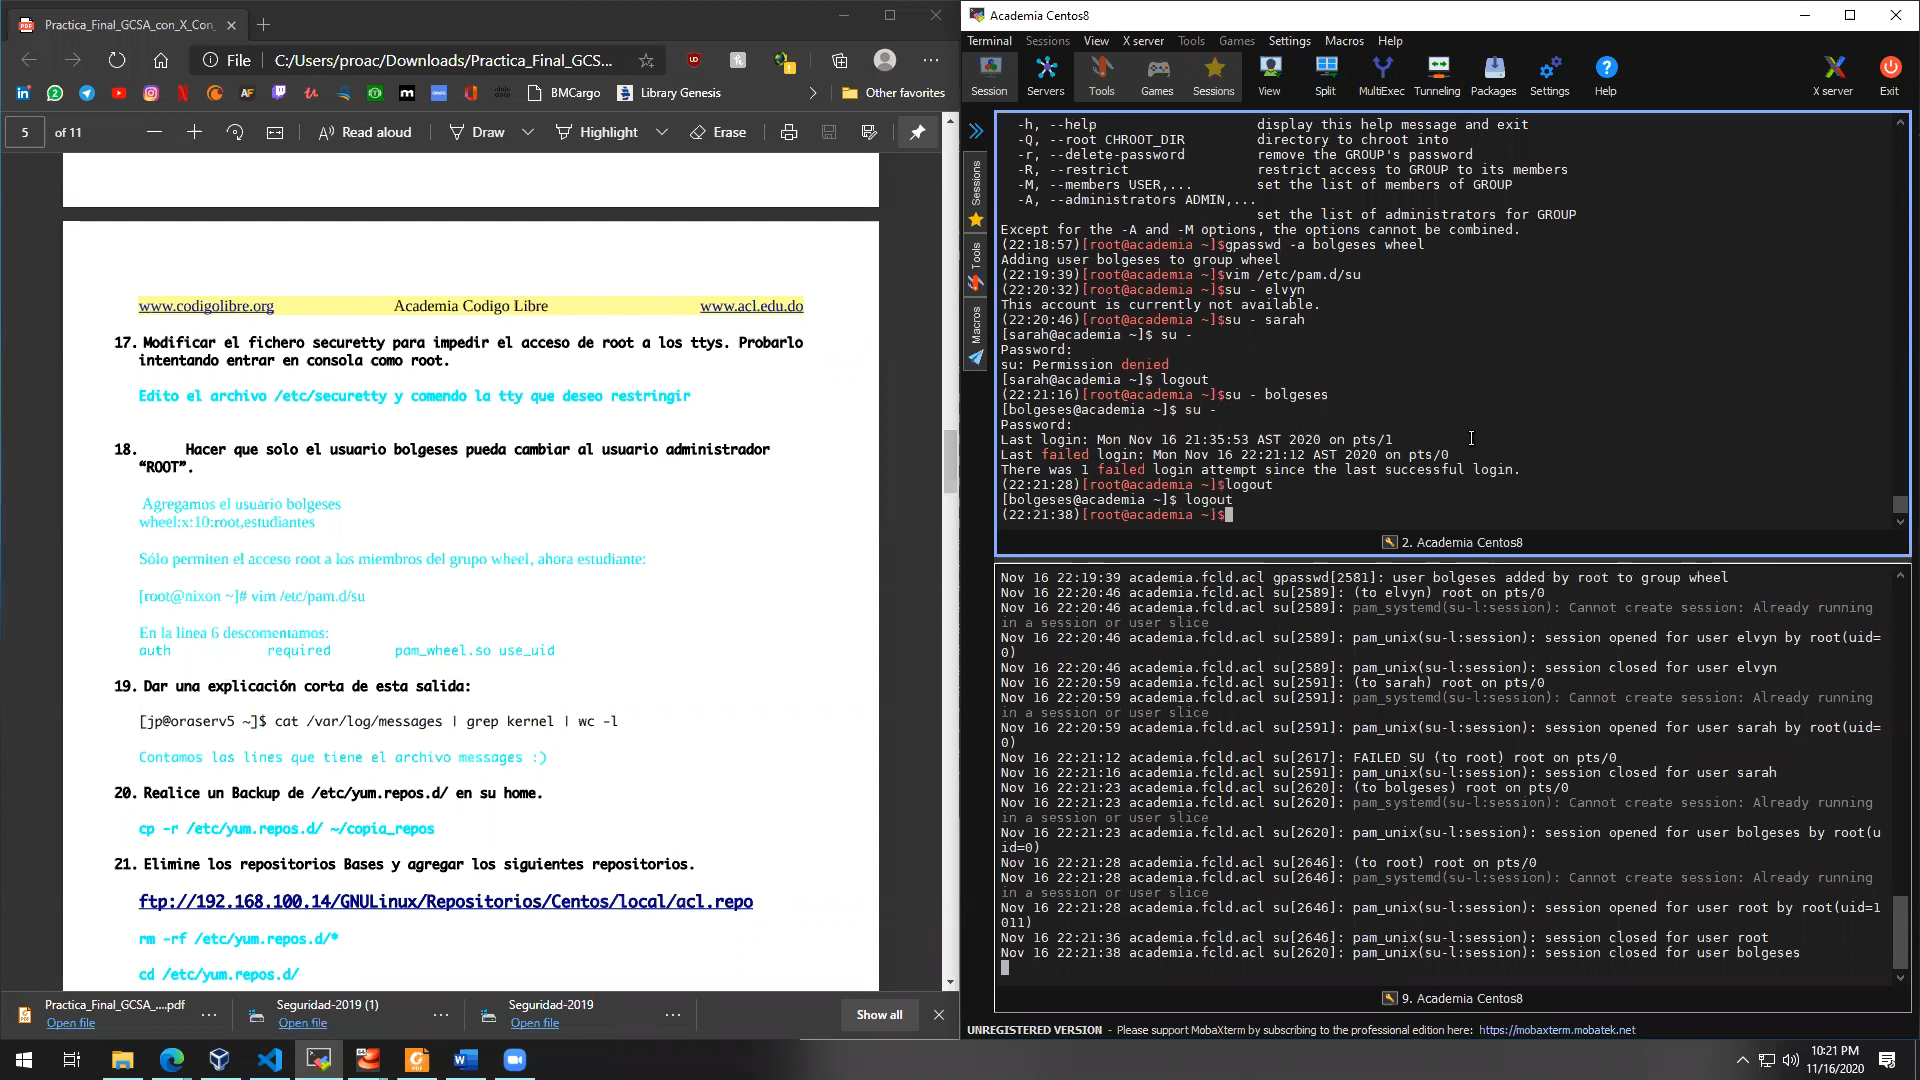 Practica_Final_GCSA_con_X_Con
File
C:/Users/proac/Downloads/Practica_Final_GCS...
BMCargo
Library Genesis
Other favorites
5
of 11
Read aloud
Draw
Highlight
Erase
www.codigolibre.org Academia Codigo Libre www.acl.edu.do
17. Modificar el fichero securetty para impedir el acceso de root a los ttys. Probarlo
intentando entrar en consola como root.
Edito el archivo /etc/securetty y comendo la tty que deseo restringir
18. Hacer que solo el usuario bolgeses pueda cambiar al usuario administrador
“ROOT”.
Agregamos el usuario bolgeses
wheel:x:10:root,estudiantes
Sólo permiten el acceso root a los miembros del grupo wheel, ahora estudiante:
[root@nixon ~]# vim /etc/pam.d/su
En la linea 6 descomentamos:
auth required pam_wheel.so use_uid
19. Dar una explicación corta de esta salida:
[jp@oraserv5 ~]$ cat /var/log/messages | grep kernel | wc -l
Contamos las lines que tiene el archivo messages :)
20. Realice un Backup de /etc/yum.repos.d/ en su home.
cp -r /etc/yum.repos.d/ ~/copia_repos
21. Elimine los repositorios Bases y agregar los siguientes repositorios.
ftp://192.168.100.14/GNULinux/Repositorios/Centos/local/acl.repo
rm -rf /etc/yum.repos.d/*
cd /etc/yum.repos.d/
Practica_Final_GCSA_....pdf
Open file
Seguridad-2019 (1)
Open file
Seguridad-2019
Open file
Show all
Academia Centos8
Terminal Sessions View X server Tools Games Settings Macros Help
Session Servers Tools Games Sessions View Split MultiExec Tunneling Packages Settings Help X server Exit
Sessions
Tools
Macros
-h, --help display this help message and exit
-Q, --root CHROOT_DIR directory to chroot into
-r, --delete-password remove the GROUP's password
-R, --restrict restrict access to GROUP to its members
-M, --members USER,... set the list of members of GROUP
-A, --administrators ADMIN,...
set the list of administrators for GROUP
Except for the -A and -M options, the options cannot be combined.
(22:18:57)[root@academia ~]$gpasswd -a bolgeses wheel
Adding user bolgeses to group wheel
(22:19:39)[root@academia ~]$vim /etc/pam.d/su
(22:20:32)[root@academia ~]$su - elvyn
This account is currently not available.
(22:20:46)[root@academia ~]$su - sarah
[sarah@academia ~]$ su -
Password:
su: Permission denied
[sarah@academia ~]$ logout
(22:21:16)[root@academia ~]$su - bolgeses
[bolgeses@academia ~]$ su -
Password:
Last login: Mon Nov 16 21:35:53 AST 2020 on pts/1
Last failed login: Mon Nov 16 22:21:12 AST 2020 on pts/0
There was 1 failed login attempt since the last successful login.
(22:21:28)[root@academia ~]$logout
[bolgeses@academia ~]$ logout
(22:21:38)[root@academia ~]$
2. Academia Centos8
Nov 16 22:19:39 academia.fcld.acl gpasswd[2581]: user bolgeses added by root to group wheel
Nov 16 22:20:46 academia.fcld.acl su[2589]: (to elvyn) root on pts/0
Nov 16 22:20:46 academia.fcld.acl su[2589]: pam_systemd(su-l:session): Cannot create session: Already running
in a session or user slice
Nov 16 22:20:46 academia.fcld.acl su[2589]: pam_unix(su-l:session): session opened for user elvyn by root(uid=
0)
Nov 16 22:20:46 academia.fcld.acl su[2589]: pam_unix(su-l:session): session closed for user elvyn
Nov 16 22:20:59 academia.fcld.acl su[2591]: (to sarah) root on pts/0
Nov 16 22:20:59 academia.fcld.acl su[2591]: pam_systemd(su-l:session): Cannot create session: Already running
in a session or user slice
Nov 16 22:20:59 academia.fcld.acl su[2591]: pam_unix(su-l:session): session opened for user sarah by root(uid=
0)
Nov 16 22:21:12 academia.fcld.acl su[2617]: FAILED SU (to root) root on pts/0
Nov 16 22:21:16 academia.fcld.acl su[2591]: pam_unix(su-l:session): session closed for user sarah
Nov 16 22:21:23 academia.fcld.acl su[2620]: (to bolgeses) root on pts/0
Nov 16 22:21:23 academia.fcld.acl su[2620]: pam_systemd(su-l:session): Cannot create session: Already running
in a session or user slice
Nov 16 22:21:23 academia.fcld.acl su[2620]: pam_unix(su-l:session): session opened for user bolgeses by root(u
id=0)
Nov 16 22:21:28 academia.fcld.acl su[2646]: (to root) root on pts/0
Nov 16 22:21:28 academia.fcld.acl su[2646]: pam_systemd(su-l:session): Cannot create session: Already running
in a session or user slice
Nov 16 22:21:28 academia.fcld.acl su[2646]: pam_unix(su-l:session): session opened for user root by root(uid=1
011)
Nov 16 22:21:36 academia.fcld.acl su[2646]: pam_unix(su-l:session): session closed for user root
Nov 16 22:21:38 academia.fcld.acl su[2620]: pam_unix(su-l:session): session closed for user bolgeses
9. Academia Centos8
UNREGISTERED VERSION - Please support MobaXterm by subscribing to the professional edition here: https://mobaxterm.mobatek.net
10:21 PM
11/16/2020